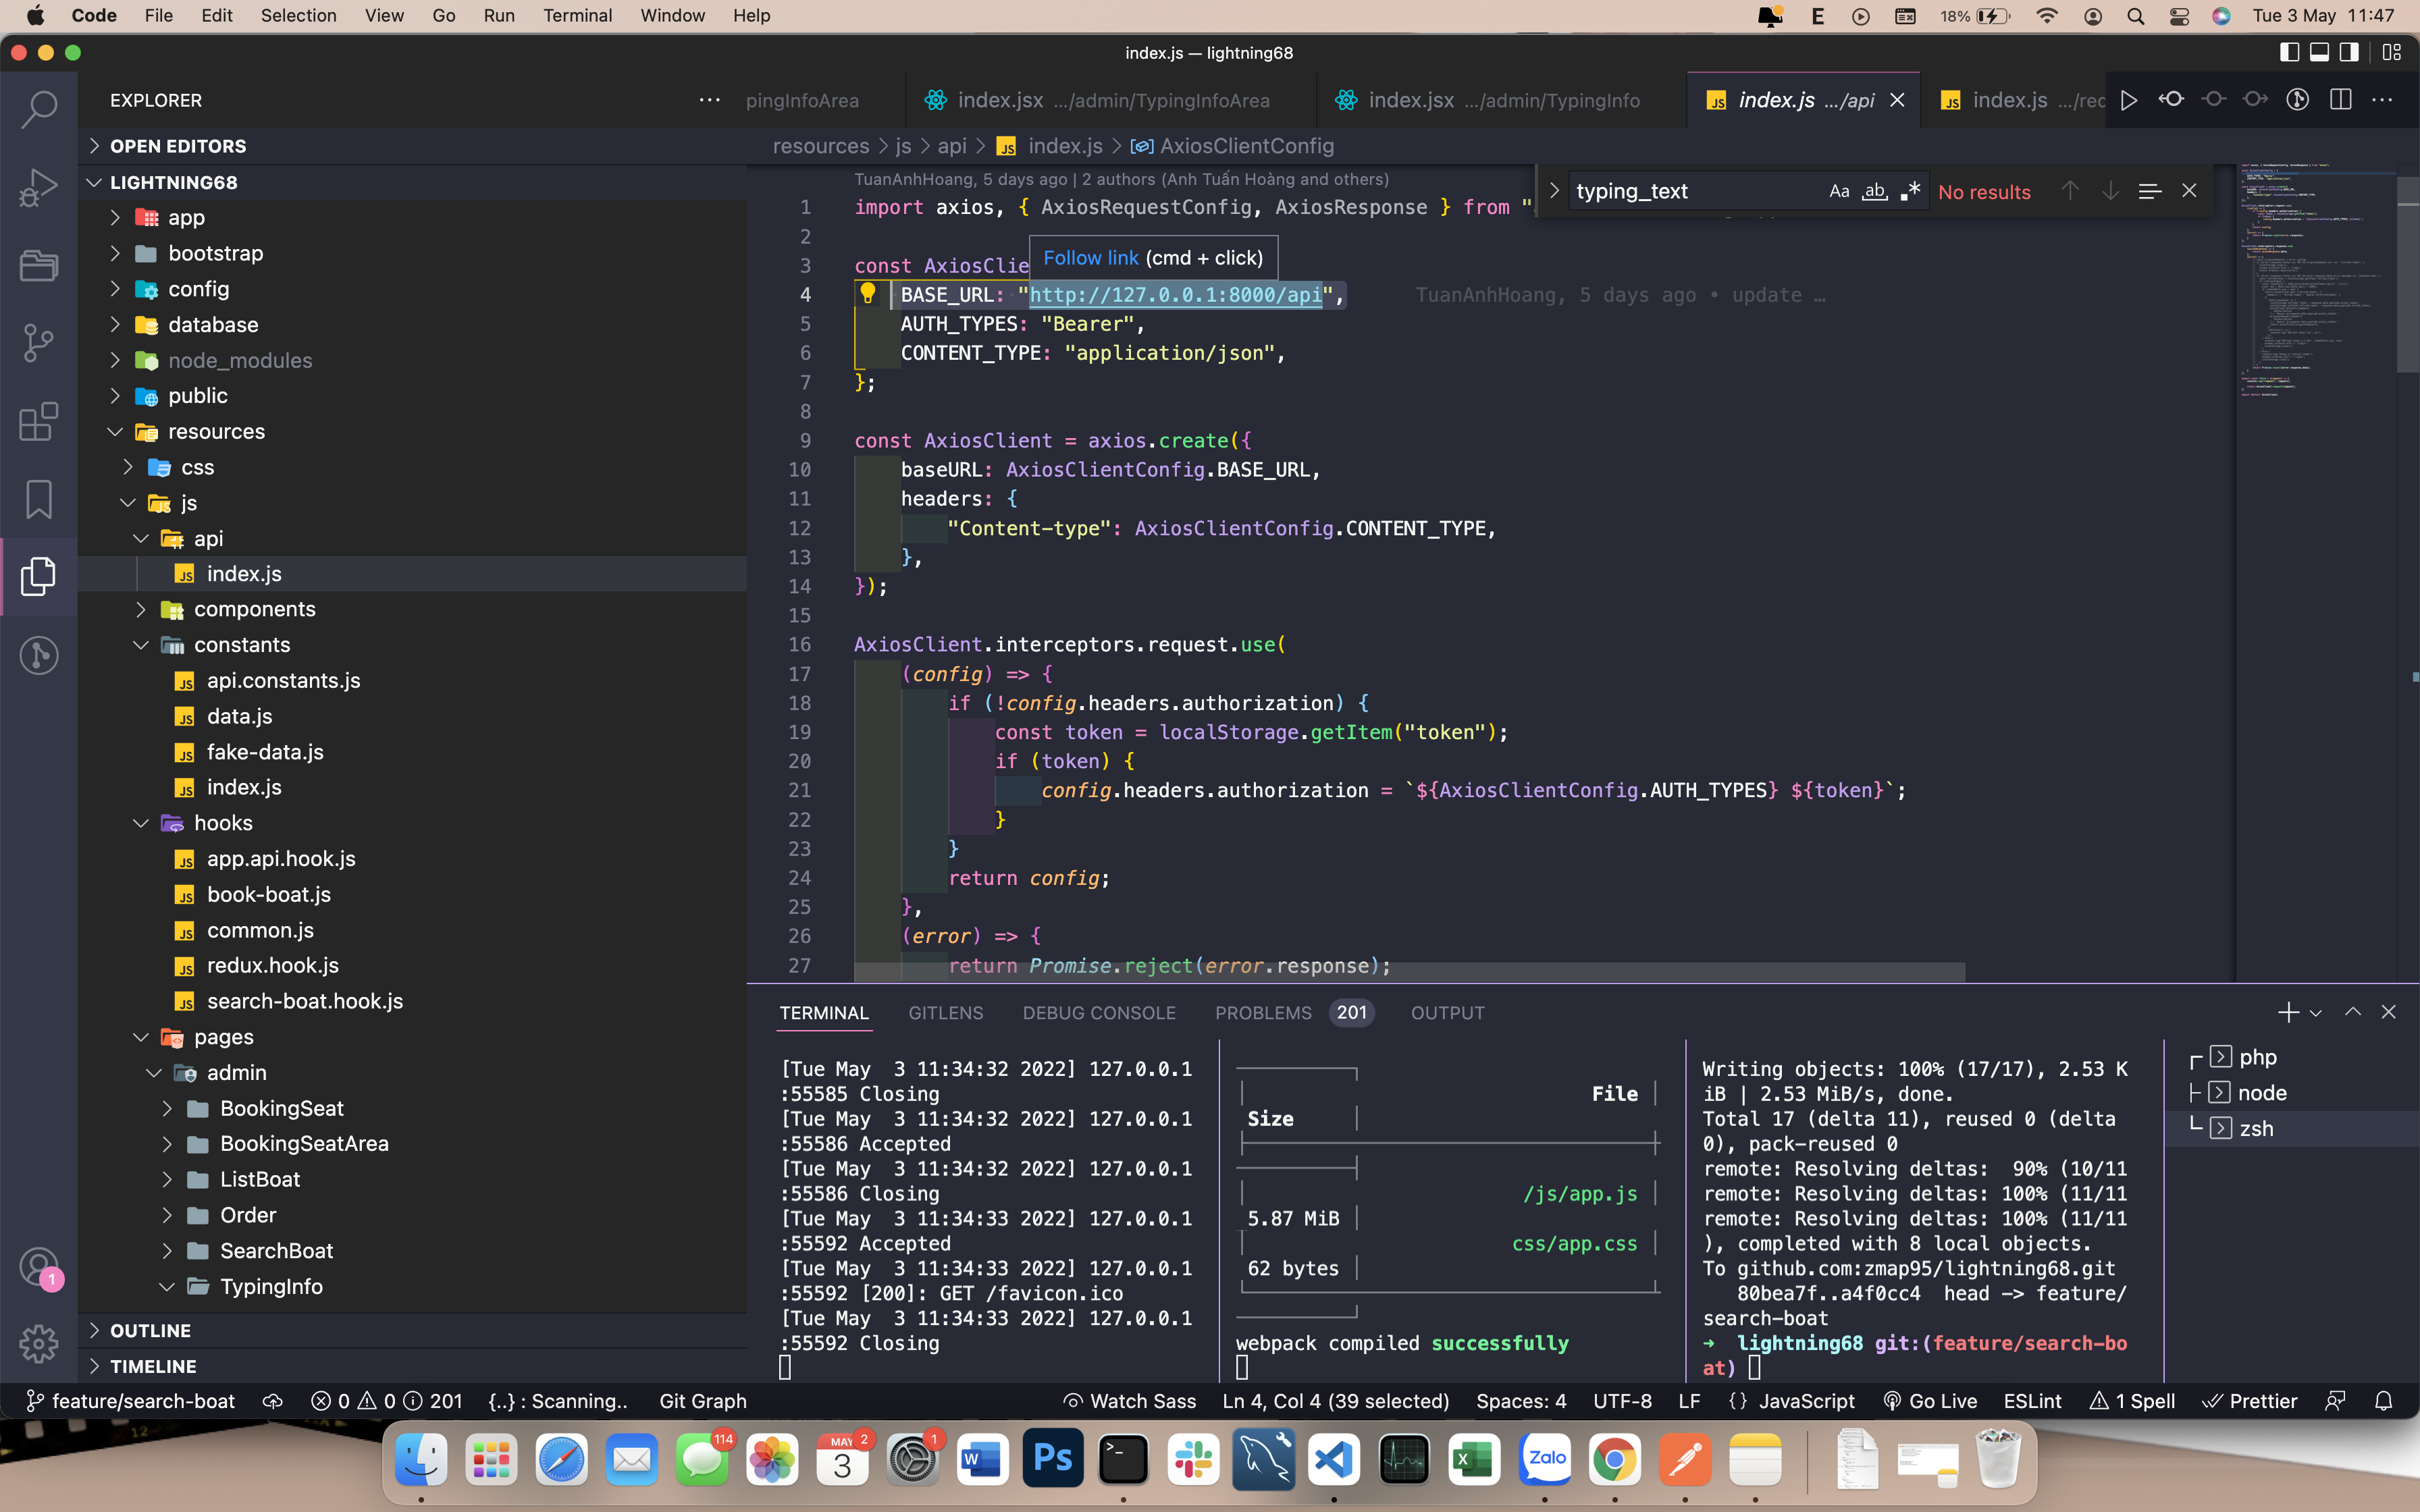 Code File Edit Selection View Go Run Terminal Window Help E 18% Tue 3 May 11:47
index.js — lightning68
EXPLORER
pingInfoArea index.jsx .../admin/TypingInfoArea index.jsx .../admin/TypingInfo index.js .../api index.js
OPEN EDITORS
LIGHTNING68
app
bootstrap
config
database
node_modules
public
resources
css
js
api
index.js
components
constants
api.constants.js
data.js
fake-data.js
index.js
hooks
app.api.hook.js
book-boat.js
common.js
redux.hook.js
search-boat.hook.js
pages
admin
BookingSeat
BookingSeatArea
ListBoat
Order
SearchBoat
TypingInfo
OUTLINE
TIMELINE
resources > js > api > index.js > AxiosClientConfig
TuanAnhHoang, 5 days ago | 2 authors (Anh Tuấn Hoàng and others)
typing_text Aa ab .* No results
1 import axios, { AxiosRequestConfig, AxiosResponse } from "
2
Follow link (cmd + click)
3 const AxiosClie
4 BASE_URL: "http://127.0.0.1:8000/api", TuanAnhHoang, 5 days ago • update …
5 AUTH_TYPES: "Bearer",
6 CONTENT_TYPE: "application/json",
7 };
8
9 const AxiosClient = axios.create({
10 baseURL: AxiosClientConfig.BASE_URL,
11 headers: {
12 "Content-type": AxiosClientConfig.CONTENT_TYPE,
13 },
14 });
15
16 AxiosClient.interceptors.request.use(
17 (config) => {
18 if (!config.headers.authorization) {
19 const token = localStorage.getItem("token");
20 if (token) {
21 config.headers.authorization = `${AxiosClientConfig.AUTH_TYPES} ${token}`;
22 }
23 }
24 return config;
25 },
26 (error) => {
27 return Promise.reject(error.response);
TERMINAL GITLENS DEBUG CONSOLE PROBLEMS 201 OUTPUT
[Tue May  3 11:34:32 2022] 127.0.0.1
:55585 Closing
[Tue May  3 11:34:32 2022] 127.0.0.1
:55586 Accepted
[Tue May  3 11:34:32 2022] 127.0.0.1
:55586 Closing
[Tue May  3 11:34:33 2022] 127.0.0.1
:55592 Accepted
[Tue May  3 11:34:33 2022] 127.0.0.1
:55592 [200]: GET /favicon.ico
[Tue May  3 11:34:33 2022] 127.0.0.1
:55592 Closing
File
Size
/js/app.js
5.87 MiB
css/app.css
62 bytes
webpack compiled successfully
Writing objects: 100% (17/17), 2.53 K
iB | 2.53 MiB/s, done.
Total 17 (delta 11), reused 0 (delta
0), pack-reused 0
remote: Resolving deltas:  90% (10/11
remote: Resolving deltas: 100% (11/11
remote: Resolving deltas: 100% (11/11
), completed with 8 local objects.
To github.com:zmap95/lightning68.git
80bea7f..a4f0cc4  head -> feature/
search-boat
➜  lightning68 git:(feature/search-bo
at)
php
node
zsh
1
feature/search-boat 0 0 201 {..} : Scanning.. Git Graph Watch Sass Ln 4, Col 4 (39 selected) Spaces: 4 UTF-8 LF {} JavaScript Go Live ESLint 1 Spell Prettier
114 MAY 2 3 1 W Ps >_ X Zalo